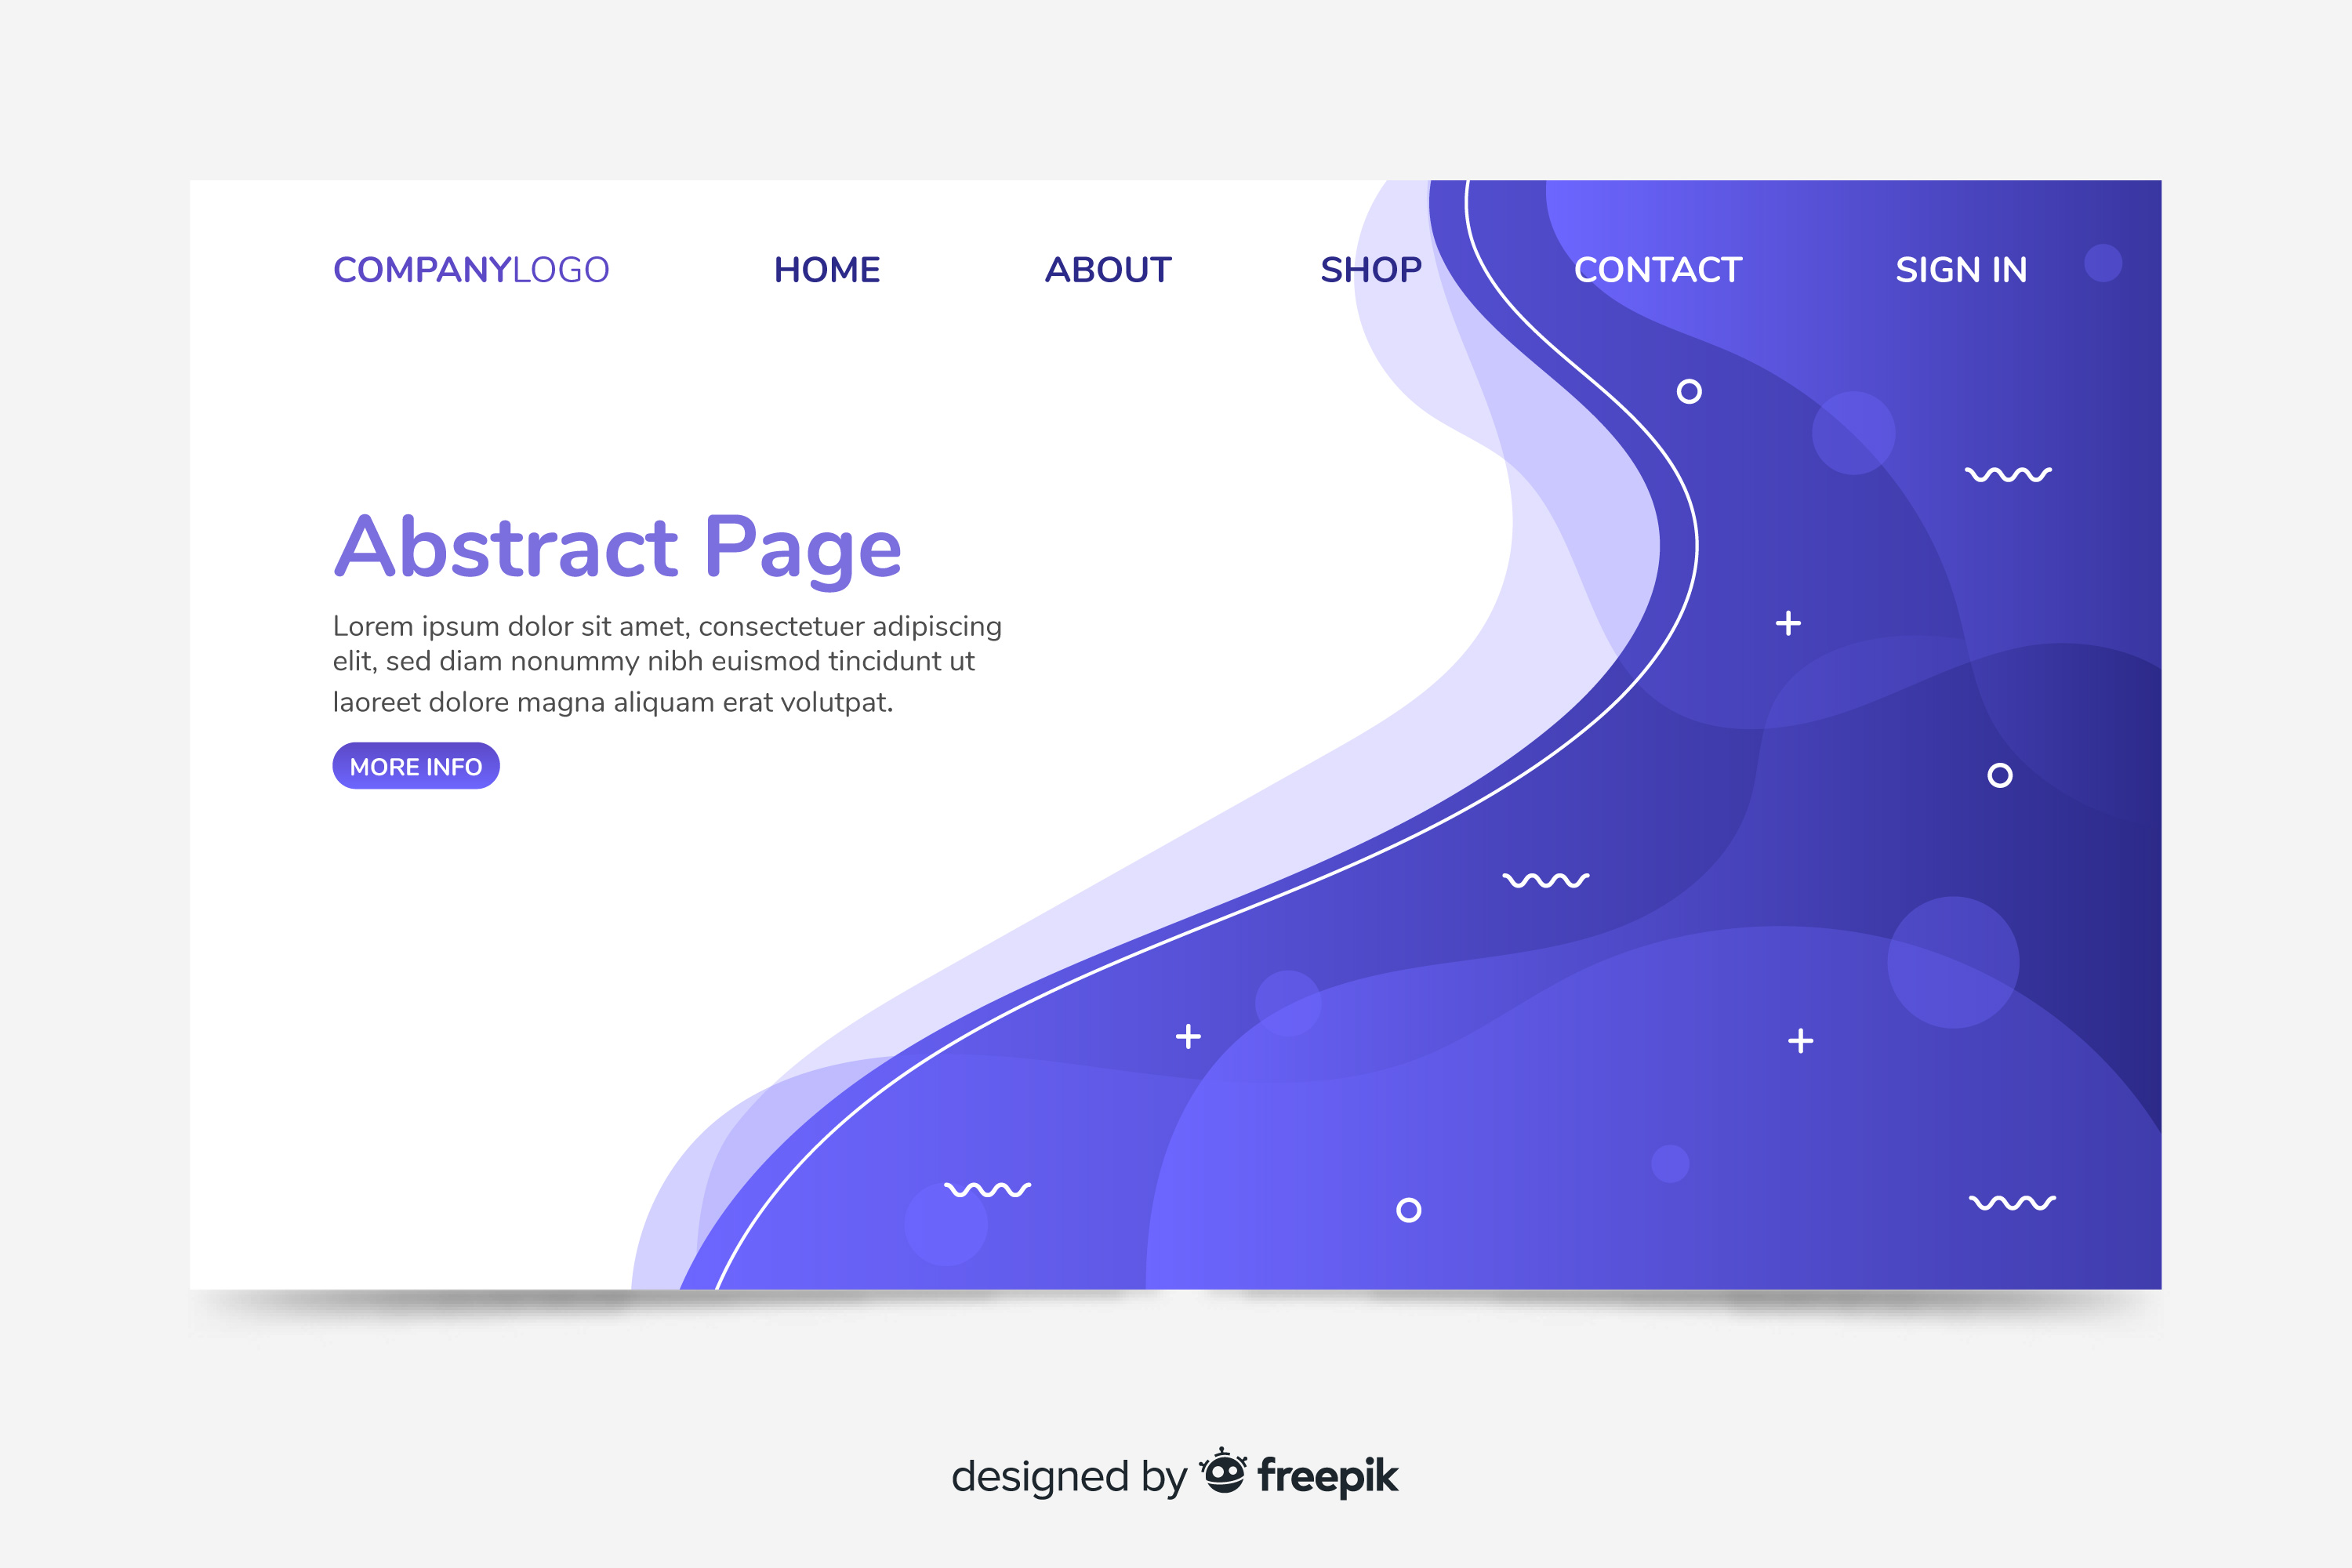 COMPANYLOGO HOME ABOUT SHOP CONTACT SIGN IN
Abstract Page
Lorem ipsum dolor sit amet, consectetuer adipiscing
elit, sed diam nonummy nibh euismod tincidunt ut
laoreet dolore magna aliquam erat volutpat.
MORE INFO
designed by freepik